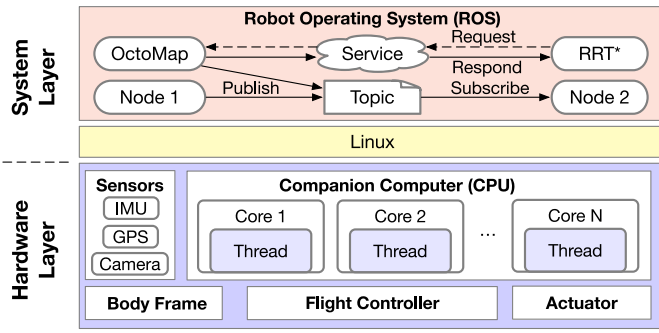 System Layer
Robot Operating System (ROS)
OctoMap
Service
Request
RRT*
Respond
Node 1
Publish
Topic
Subscribe
Node 2
Linux
Hardware Layer
Sensors
IMU
GPS
Camera
Companion Computer (CPU)
Core 1
Thread
Core 2
Thread
...
Core N
Thread
Body Frame
Flight Controller
Actuator